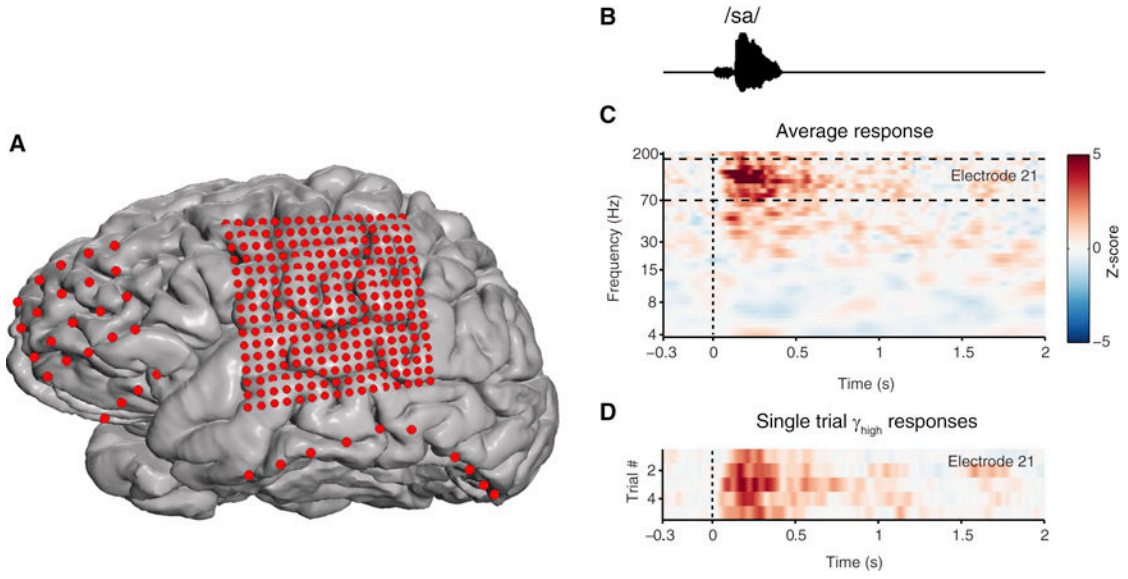 A
B
/sa/
C
Average response
200
70
30
15
8
4
Frequency (Hz)
Electrode 21
−0.3 0 0.5 1 1.5 2
Time (s)
5
0
−5
Z-score
D
Single trial γhigh responses
2
4
Trial #
Electrode 21
−0.3 0 0.5 1 1.5 2
Time (s)